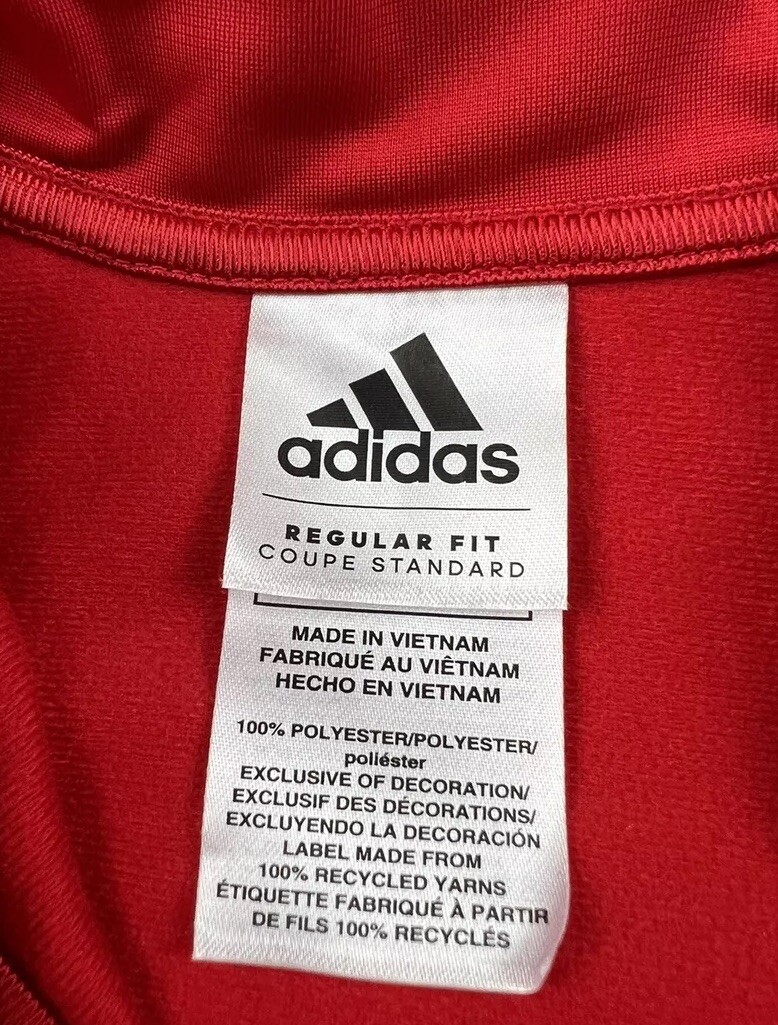 adidas
REGULAR FIT
COUPE STANDARD
MADE IN VIETNAM
FABRIQUÉ AU VIÊTNAM
HECHO EN VIETNAM
100% POLYESTER/POLYESTER/
poliéster
EXCLUSIVE OF DECORATION/
EXCLUSIF DES DÉCORATIONS/
EXCLUYENDO LA DECORACIÓN
LABEL MADE FROM
100% RECYCLED YARNS
ÉTIQUETTE FABRIQUÉ À PARTIR
DE FILS 100% RECYCLÉS